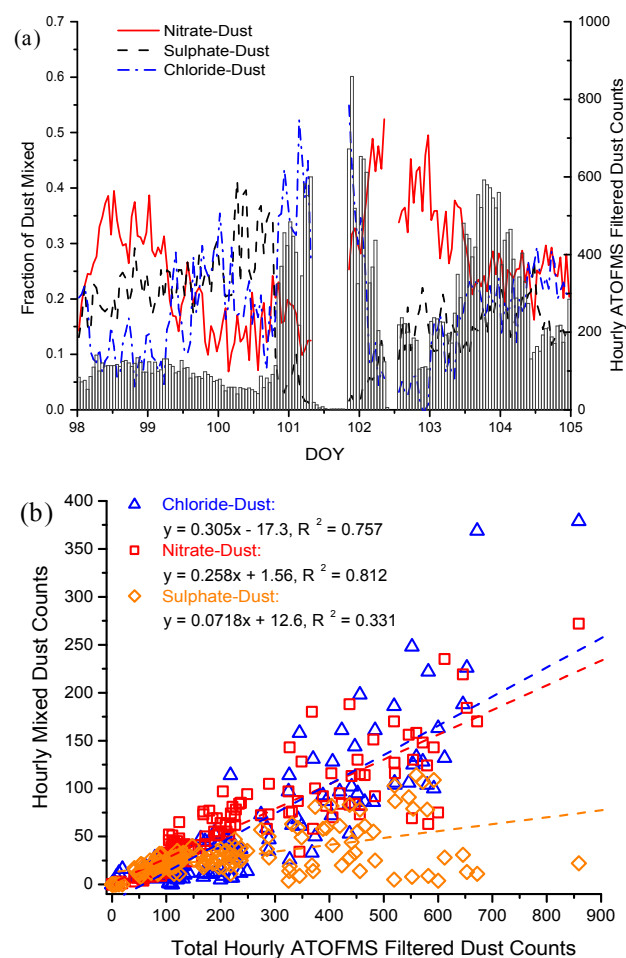 (a)
Nitrate-Dust
Sulphate-Dust
Chloride-Dust
Fraction of Dust Mixed
0.7
0.6
0.5
0.4
0.3
0.2
0.1
0.0
1000
800
600
400
200
0
Hourly ATOFMS Filtered Dust Counts
98 99 100 101 102 103 104 105
DOY
(b)
Chloride-Dust:
y = 0.305x - 17.3, R² = 0.757
Nitrate-Dust:
y = 0.258x + 1.56, R² = 0.812
Sulphate-Dust:
y = 0.0718x + 12.6, R² = 0.331
Hourly Mixed Dust Counts
400
350
300
250
200
150
100
50
0
0 100 200 300 400 500 600 700 800 900
Total Hourly ATOFMS Filtered Dust Counts